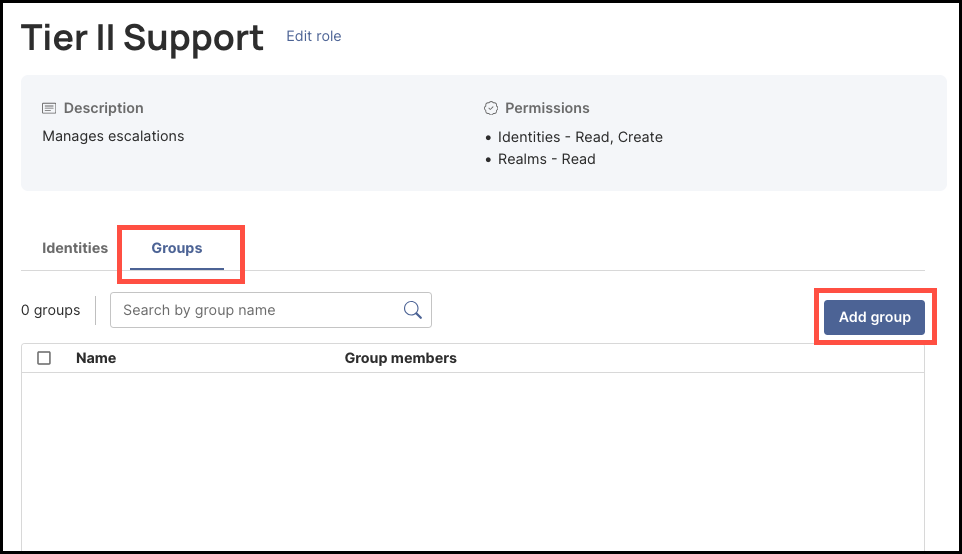 Tier II Support Edit role
Description
Manages escalations
Permissions
• Identities - Read, Create
• Realms - Read
Identities Groups
0 groups Search by group name
Add group
Name Group members